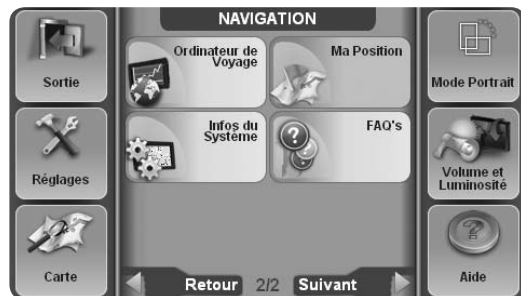 NAVIGATION
Sortie
Réglages
Carte
Ordinateur de
Voyage
Ma Position
Infos du
Système
FAQ's
Retour 2/2 Suivant
Mode Portrait
Volume et
Luminosité
Aide